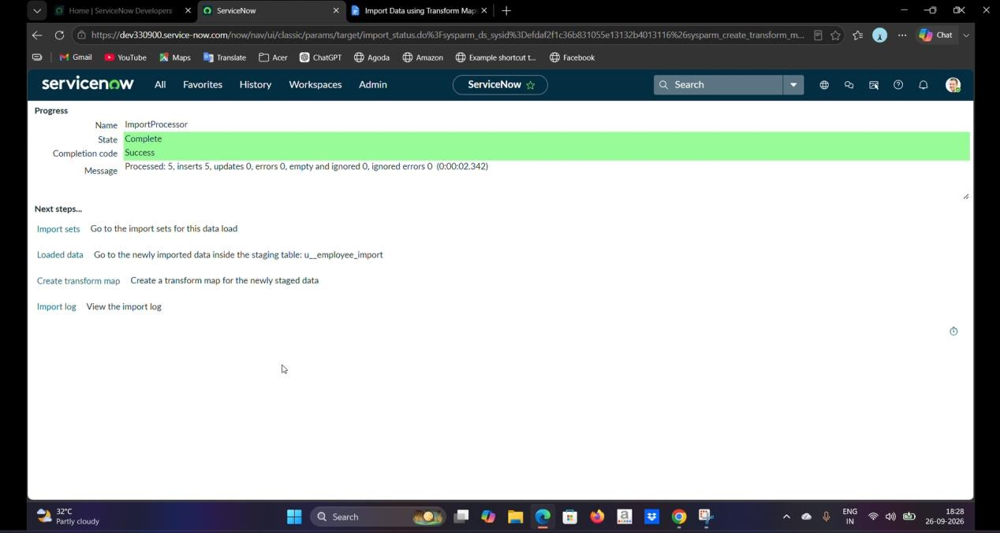 Home | ServiceNow Developers
ServiceNow
Import Data using Transform Map
https://dev330900.service-now.com/now/nav/ui/classic/params/target/import_status.do%3Fsysparm_ds_sysid%3Defdaf2f1c36b831055e13132b4013116%26sysparm_create_transform_m...
Chat
Gmail
YouTube
Maps
Translate
Acer
ChatGPT
Agoda
Amazon
Example shortcut t...
Facebook
servicenow
All
Favorites
History
Workspaces
Admin
ServiceNow
Search
Progress
Name ImportProcessor
State Complete
Completion code Success
Message Processed: 5, inserts 5, updates 0, errors 0, empty and ignored 0, ignored errors 0 (0:00:02.342)
Next steps...
Import sets Go to the import sets for this data load
Loaded data Go to the newly imported data inside the staging table: u__employee_import
Create transform map Create a transform map for the newly staged data
Import log View the import log
32°C
Partly cloudy
Search
a
ENG
IN
18:28
26-09-2026